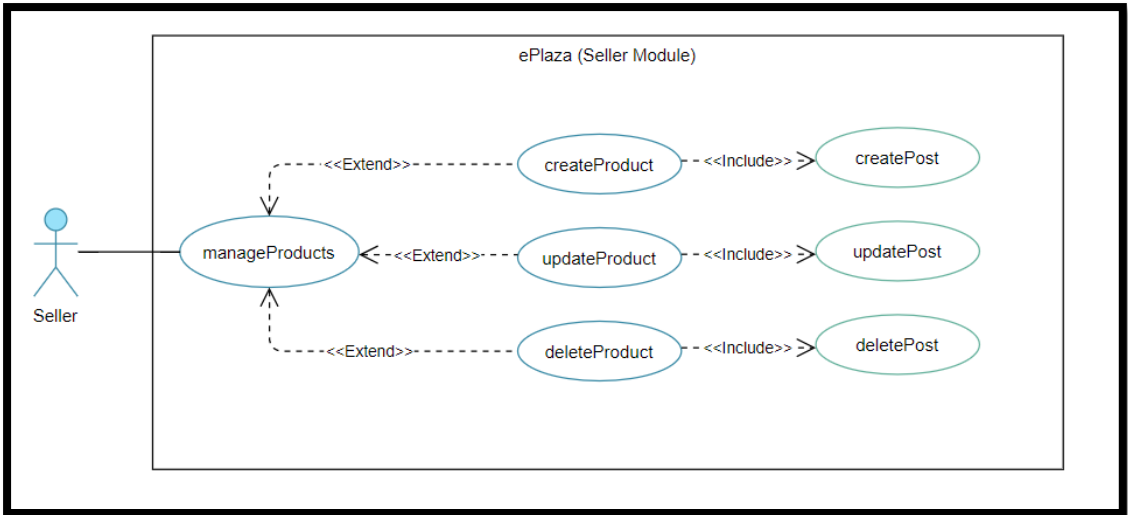 ePlaza (Seller Module)
<<Extend>>
createProduct
<<Include>>
createPost
manageProducts
<<Extend>>
updateProduct
<<Include>>
updatePost
Seller
<<Extend>>
deleteProduct
<<Include>>
deletePost